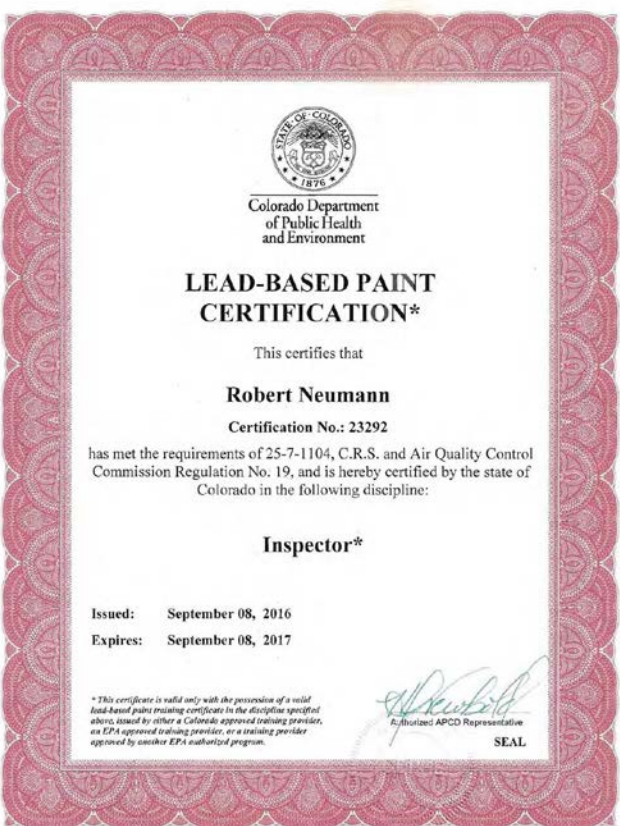 STATE·OF·COLORADO
1876
Colorado Department
of Public Health
and Environment
LEAD-BASED PAINT
CERTIFICATION*
This certifies that
Robert Neumann
Certification No.: 23292
has met the requirements of 25-7-1104, C.R.S. and Air Quality Control
Commission Regulation No. 19, and is hereby certified by the state of
Colorado in the following discipline:
Inspector*
Issued: September 08, 2016
Expires: September 08, 2017
* This certificate is valid only with the possession of a valid
lead-based paint training certificate in the discipline specified
above, issued by either a Colorado approved training provider,
an EPA approved training provider, or a training provider
approved by another EPA authorized program.
Authorized APCD Representative
SEAL